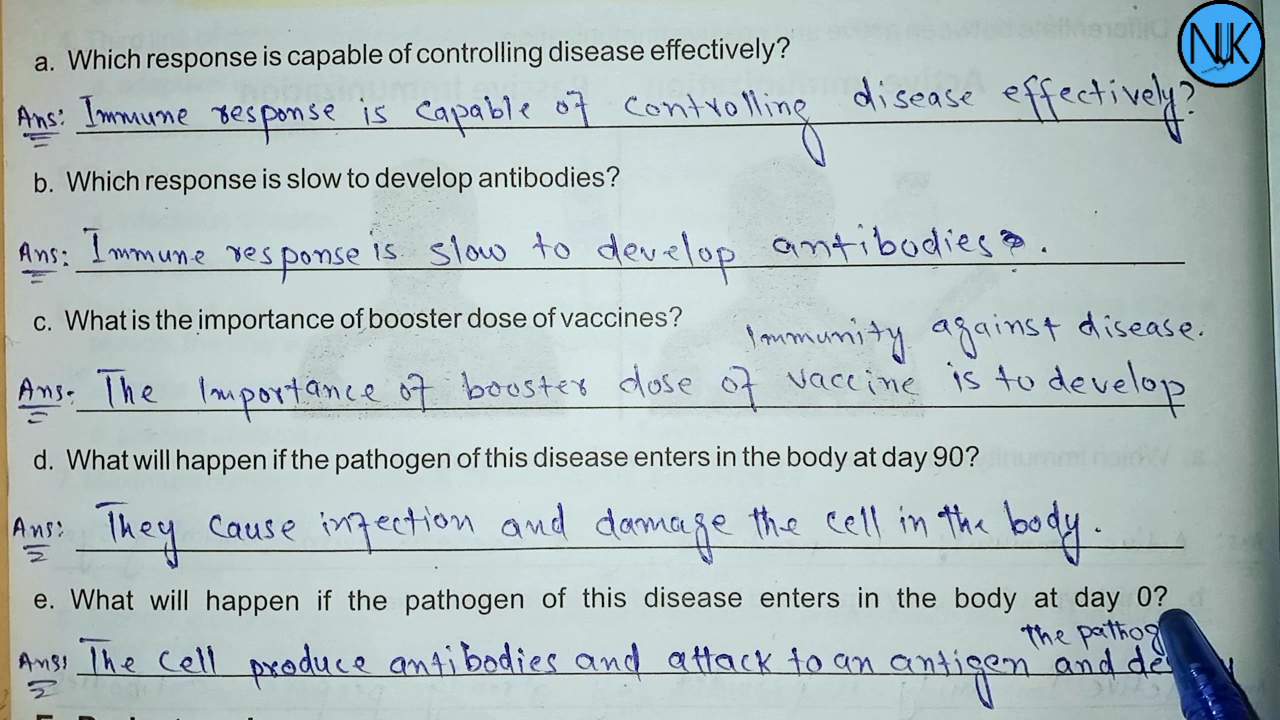 NJK
a. Which response is capable of controlling disease effectively?
Ans: Immune response is capable of controlling disease effectively?
b. Which response is slow to develop antibodies?
Ans: Immune response is slow to develop antibodies.
c. What is the importance of booster dose of vaccines?
Immunity against disease.
Ans. The Importance of booster dose of vaccine is to develop
d. What will happen if the pathogen of this disease enters in the body at day 90?
Ans: They cause infection and damage the cell in the body.
e. What will happen if the pathogen of this disease enters in the body at day 0?
the
Ans: The cell produce antibodies and attack to an antigen and